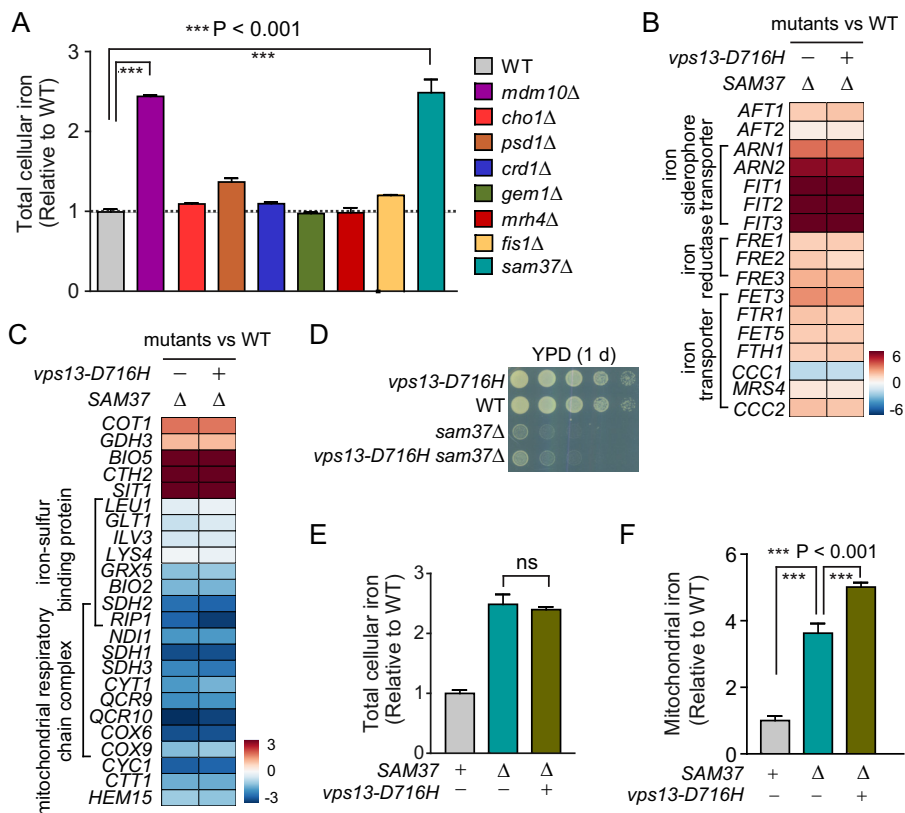 A
*** P < 0.001
***
***
Total cellular iron
(Relative to WT)
3
2
1
0
WT
mdm10Δ
cho1Δ
psd1Δ
crd1Δ
gem1Δ
mrh4Δ
fis1Δ
sam37Δ
B
mutants vs WT
vps13-D716H − +
SAM37 Δ Δ
iron siderophore transporter
iron reductase
iron transporter
AFT1
AFT2
ARN1
ARN2
FIT1
FIT2
FIT3
FRE1
FRE2
FRE3
FET3
FTR1
FET5
FTH1
CCC1
MRS4
CCC2
6
0
-6
C
mutants vs WT
vps13-D716H − +
SAM37 Δ Δ
iron-sulfur binding protein
mitochondrial respiratory chain complex
COT1
GDH3
BIO5
CTH2
SIT1
LEU1
GLT1
ILV3
LYS4
GRX5
BIO2
SDH2
RIP1
NDI1
SDH1
SDH3
CYT1
QCR9
QCR10
COX6
COX9
CYC1
CTT1
HEM15
3
0
-3
D
YPD (1 d)
vps13-D716H
WT
sam37Δ
vps13-D716H sam37Δ
E
ns
Total cellular iron
(Relative to WT)
3
2
1
0
SAM37 + Δ Δ
vps13-D716H − − +
F
*** P < 0.001
*** ***
Mitochondrial iron
(Relative to WT)
6
4
2
0
SAM37 + Δ Δ
vps13-D716H − − +